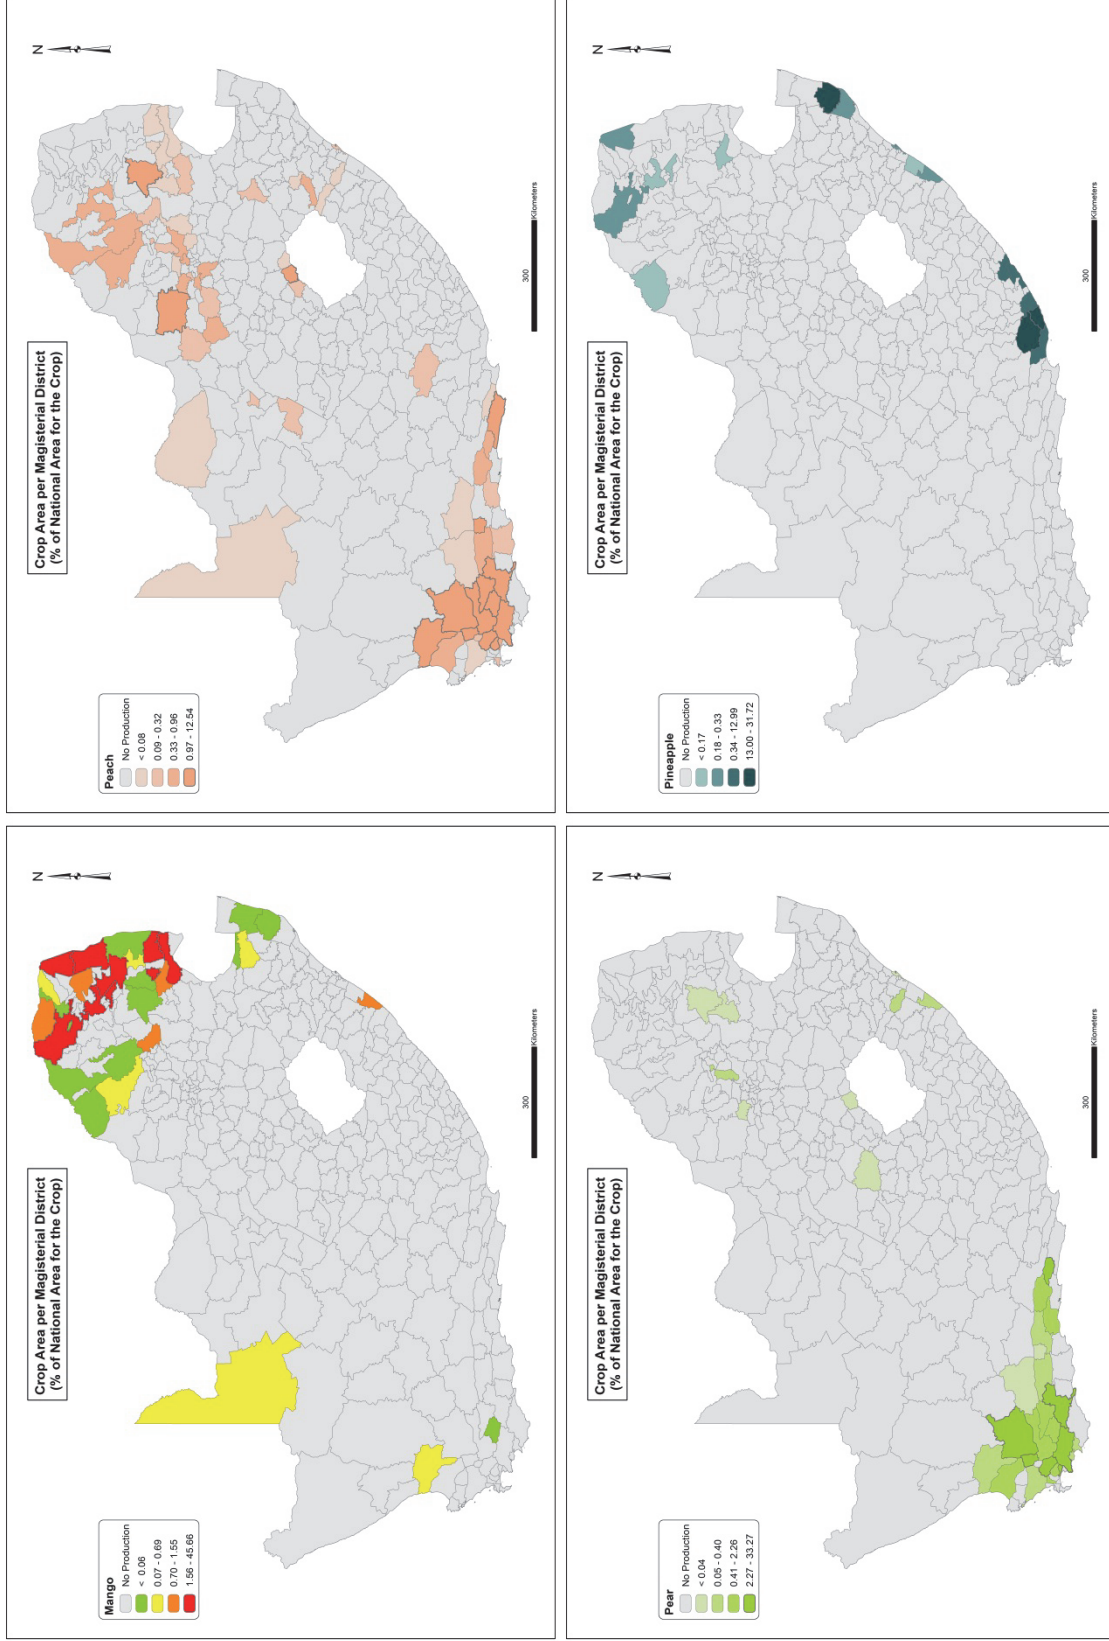 Crop Area per Magisterial District
(% of National Area for the Crop)
N
Mango
No Production
< 0.06
0.07 - 0.69
0.70 - 1.55
1.56 - 45.66
300
Kilometers
Crop Area per Magisterial District
(% of National Area for the Crop)
N
Peach
No Production
< 0.08
0.09 - 0.32
0.33 - 0.96
0.97 - 12.54
300
Kilometers
Crop Area per Magisterial District
(% of National Area for the Crop)
N
Pear
No Production
< 0.04
0.05 - 0.40
0.41 - 2.26
2.27 - 33.27
300
Kilometers
Crop Area per Magisterial District
(% of National Area for the Crop)
N
Pineapple
No Production
< 0.17
0.18 - 0.33
0.34 - 12.99
13.00 - 31.72
300
Kilometers